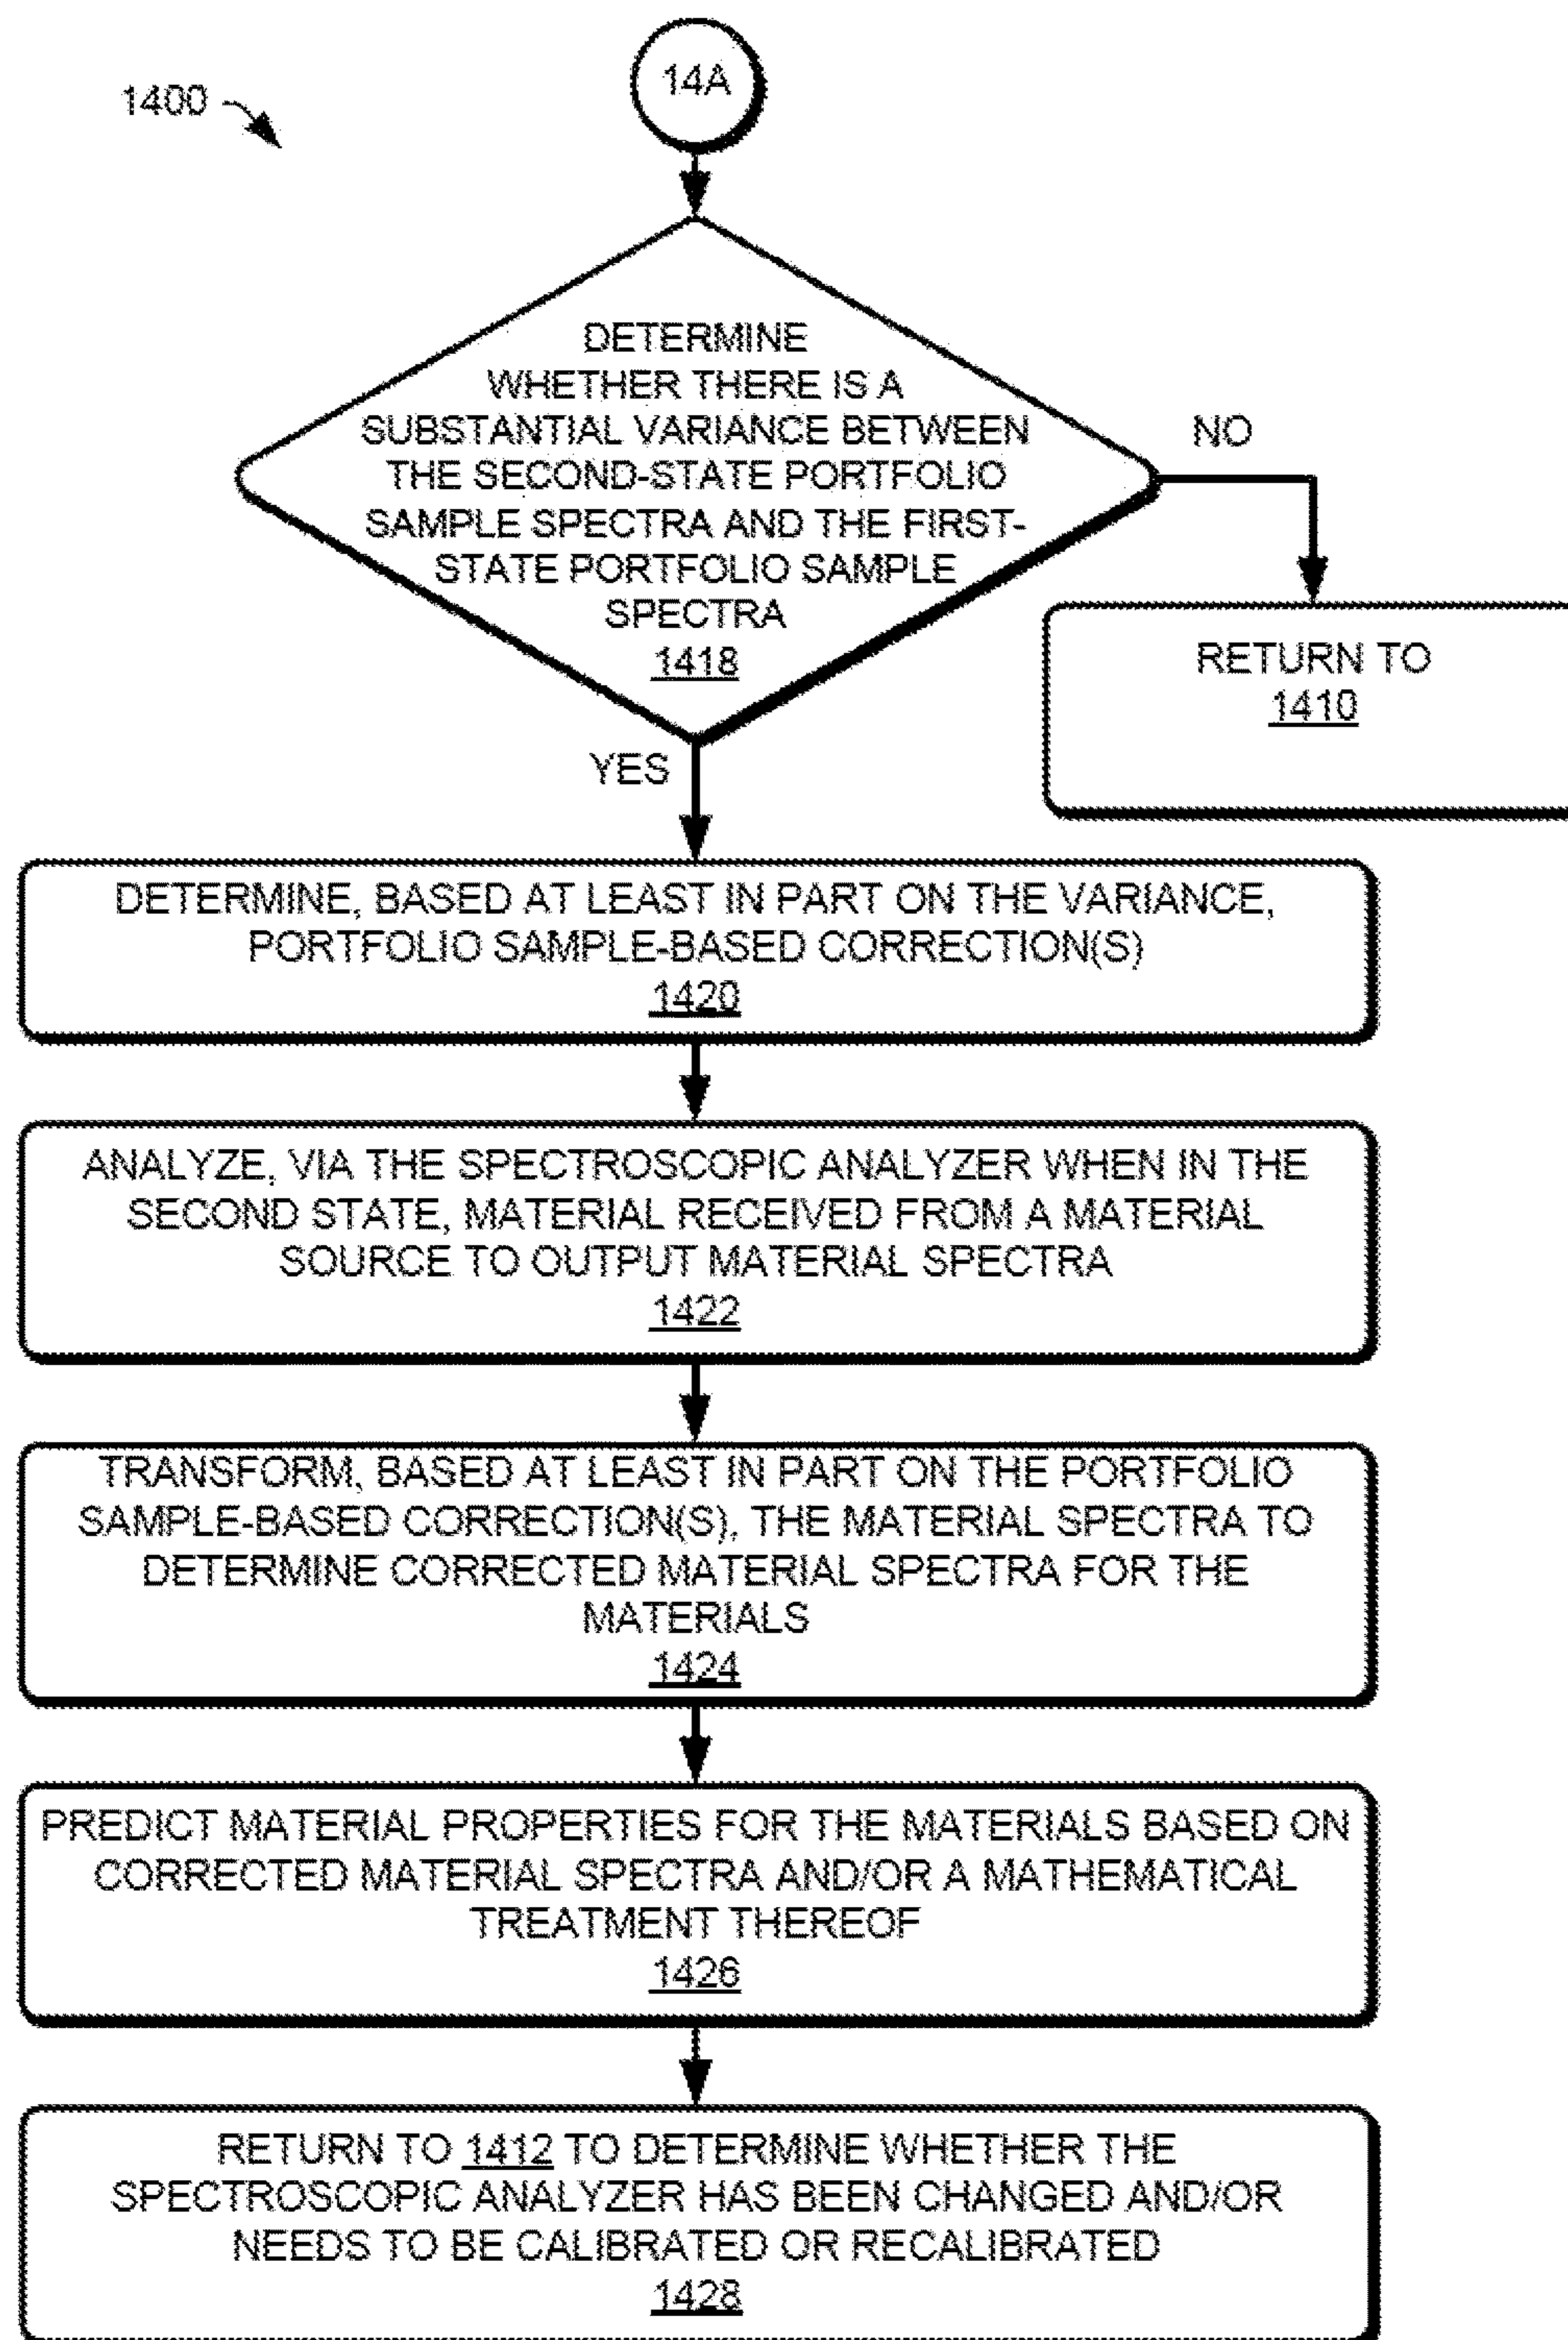 14A
1400
DETERMINE
WHETHER THERE IS A
SUBSTANTIAL VARIANCE BETWEEN
THE SECOND-STATE PORTFOLIO
SAMPLE SPECTRA AND THE FIRST-
STATE PORTFOLIO SAMPLE
SPECTRA
1418
NO
RETURN TO
1410
YES
DETERMINE, BASED AT LEAST IN PART ON THE VARIANCE,
PORTFOLIO SAMPLE-BASED CORRECTION(S)
1420
ANALYZE, VIA THE SPECTROSCOPIC ANALYZER WHEN IN THE
SECOND STATE, MATERIAL RECEIVED FROM A MATERIAL
SOURCE TO OUTPUT MATERIAL SPECTRA
1422
TRANSFORM, BASED AT LEAST IN PART ON THE PORTFOLIO
SAMPLE-BASED CORRECTION(S), THE MATERIAL SPECTRA TO
DETERMINE CORRECTED MATERIAL SPECTRA FOR THE
MATERIALS
1424
PREDICT MATERIAL PROPERTIES FOR THE MATERIALS BASED ON
CORRECTED MATERIAL SPECTRA AND/OR A MATHEMATICAL
TREATMENT THEREOF
1426
RETURN TO 1412 TO DETERMINE WHETHER THE
SPECTROSCOPIC ANALYZER HAS BEEN CHANGED AND/OR
NEEDS TO BE CALIBRATED OR RECALIBRATED
1428